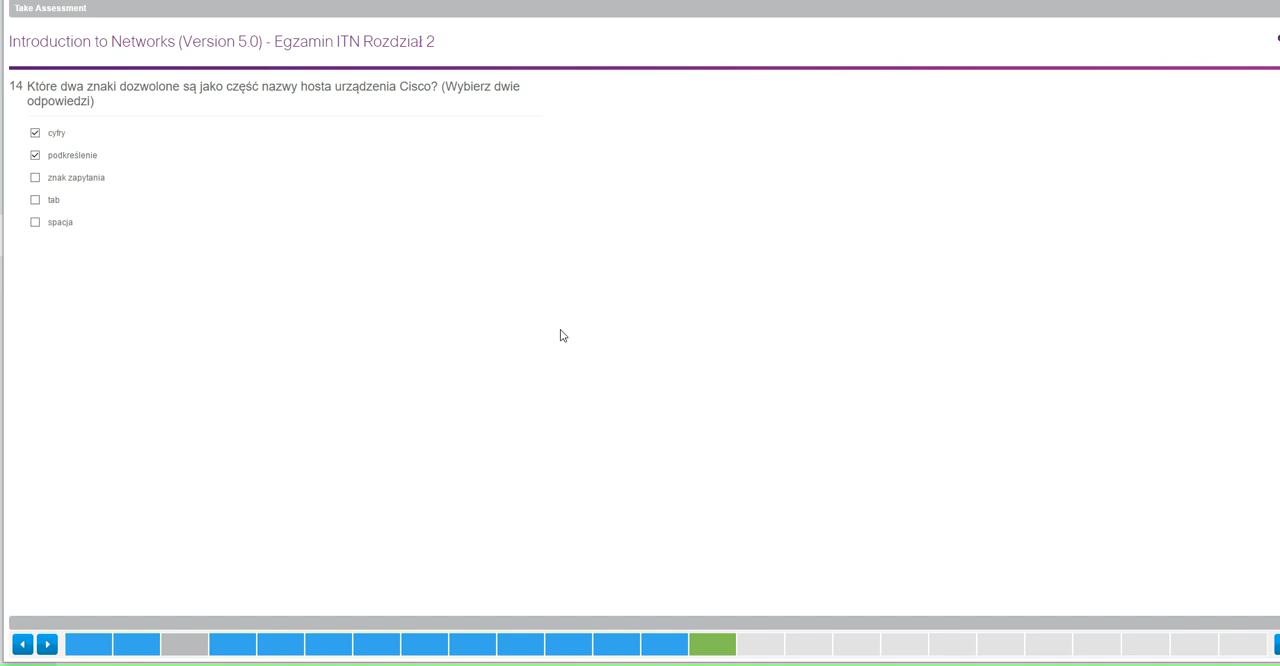 Take Assessment
Introduction to Networks (Version 5.0) - Egzamin ITN Rozdział 2
14 Które dwa znaki dozwolone są jako część nazwy hosta urządzenia Cisco? (Wybierz dwie
odpowiedzi)
cyfry
podkreślenie
znak zapytania
tab
spacja